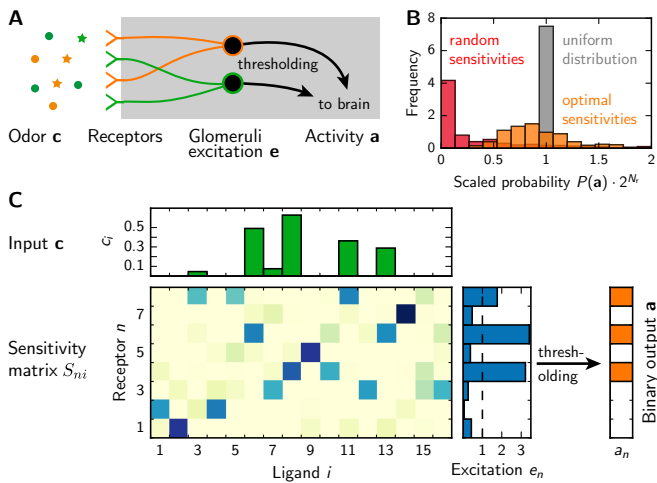 A
thresholding
to brain
Odor c
Receptors
Glomeruli
excitation e
Activity a
B
Frequency
8
6
4
2
0
random
sensitivities
uniform
distribution
optimal
sensitivities
0
0.5
1
1.5
2
Scaled probability P(a) · 2^{N_r}
C
Input c
c_i
0.5
0.3
0.1
Sensitivity
matrix S_{ni}
Receptor n
7
5
3
1
1
3
5
7
9
11
13
15
Ligand i
1
2
3
Excitation e_n
thresh-
olding
a_n
Binary output a